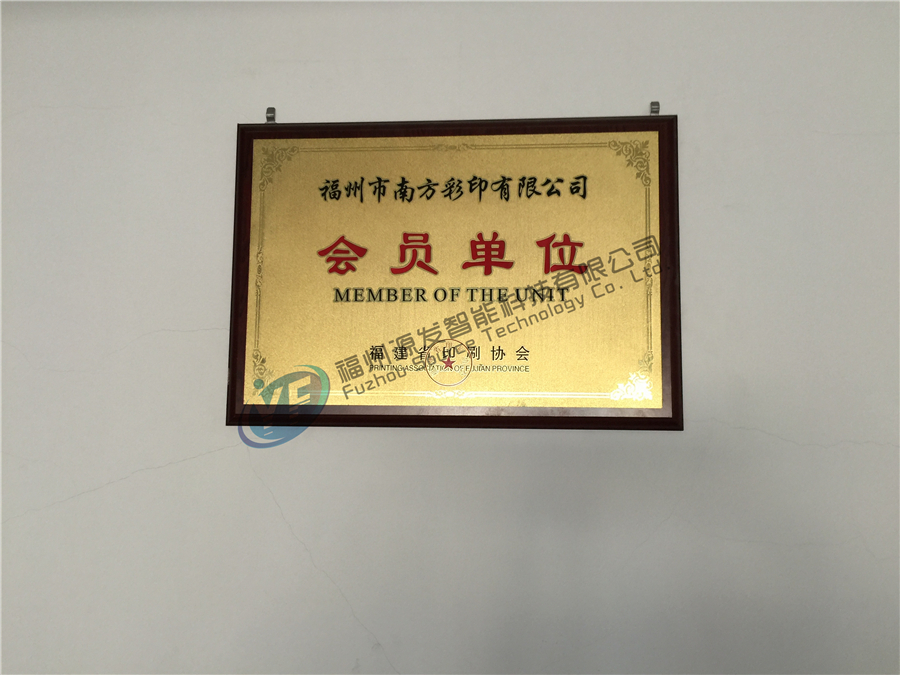 福州市南方彩印有限公司
会员单位
MEMBER OF THE UNIT
福建省印刷协会
PRINTING ASSOCIATION OF FUJIAN PROVINCE
福州源发智能科技有限公司
Fuzhou Source Technology Co. Ltd